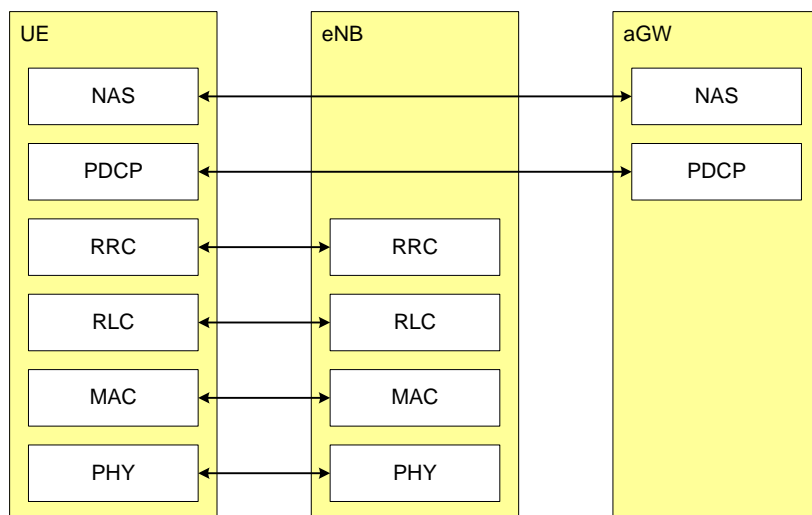 UE
eNB
aGW
NAS
NAS
PDCP
PDCP
RRC
RRC
RLC
RLC
MAC
MAC
PHY
PHY